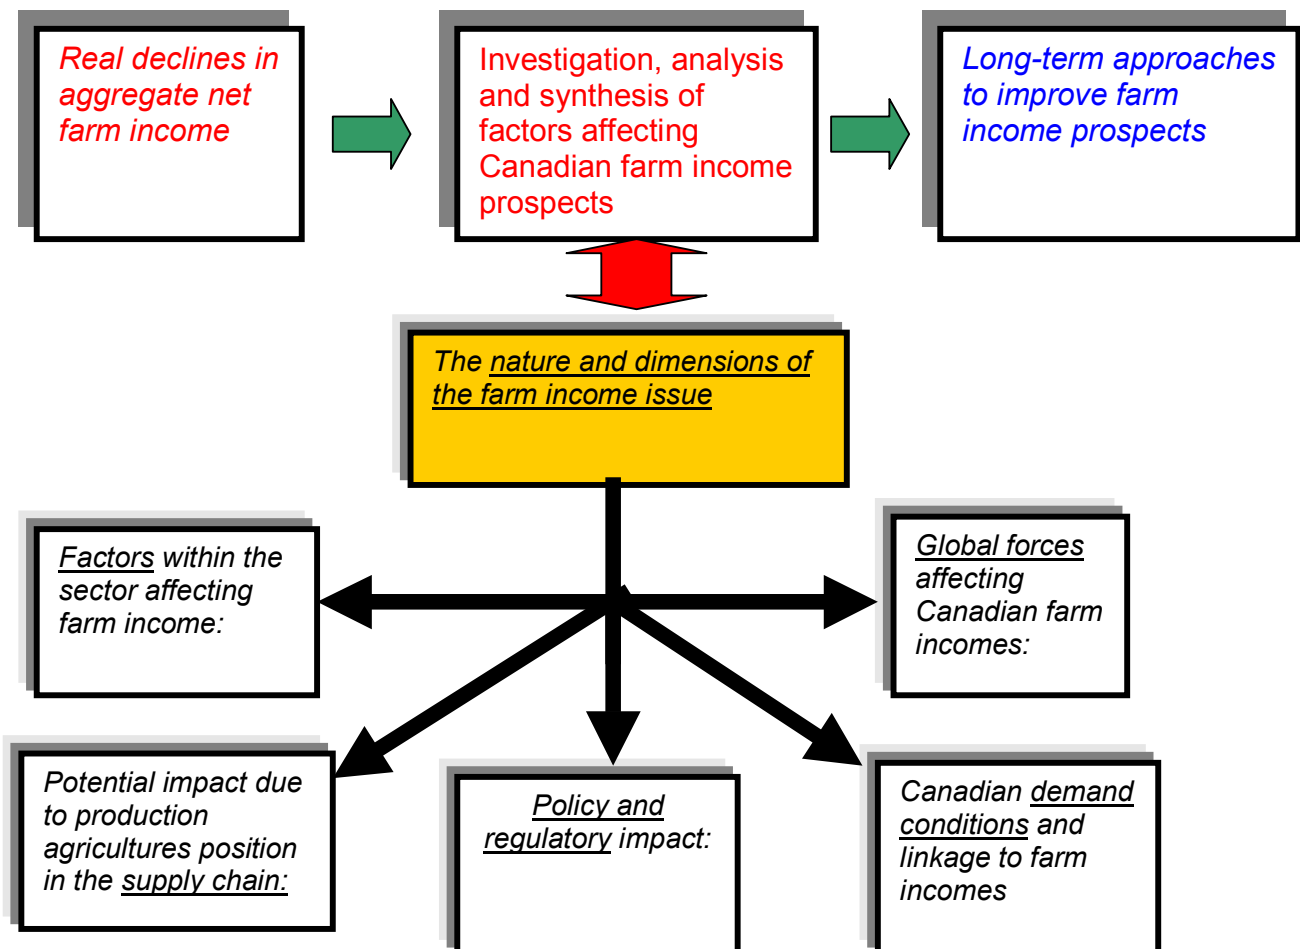 Real declines in
aggregate net
farm income
Investigation, analysis
and synthesis of
factors affecting
Canadian farm income
prospects
Long-term approaches
to improve farm
income prospects
The nature and dimensions of
the farm income issue
Factors within the
sector affecting
farm income:
Global forces
affecting
Canadian farm
incomes:
Potential impact due
to production
agricultures position
in the supply chain:
Policy and
regulatory impact:
Canadian demand
conditions and
linkage to farm
incomes